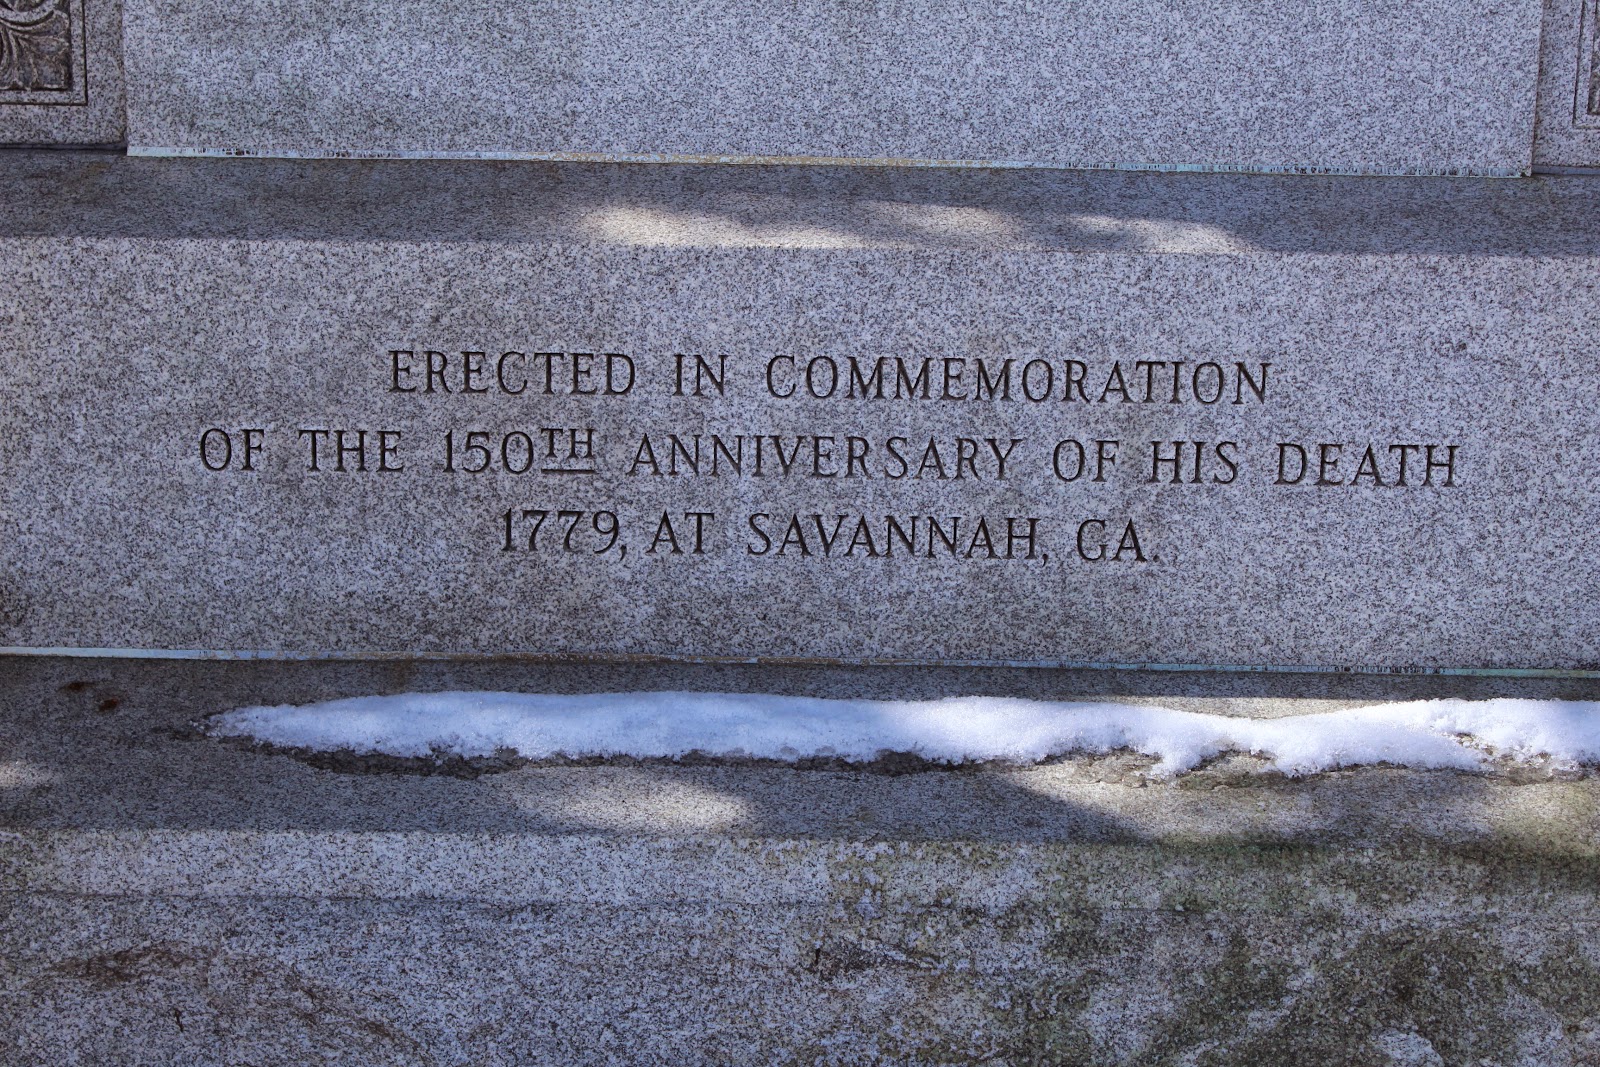 ERECTED IN COMMEMORATION
OF THE 150TH ANNIVERSARY OF HIS DEATH
1779, AT SAVANNAH, GA.